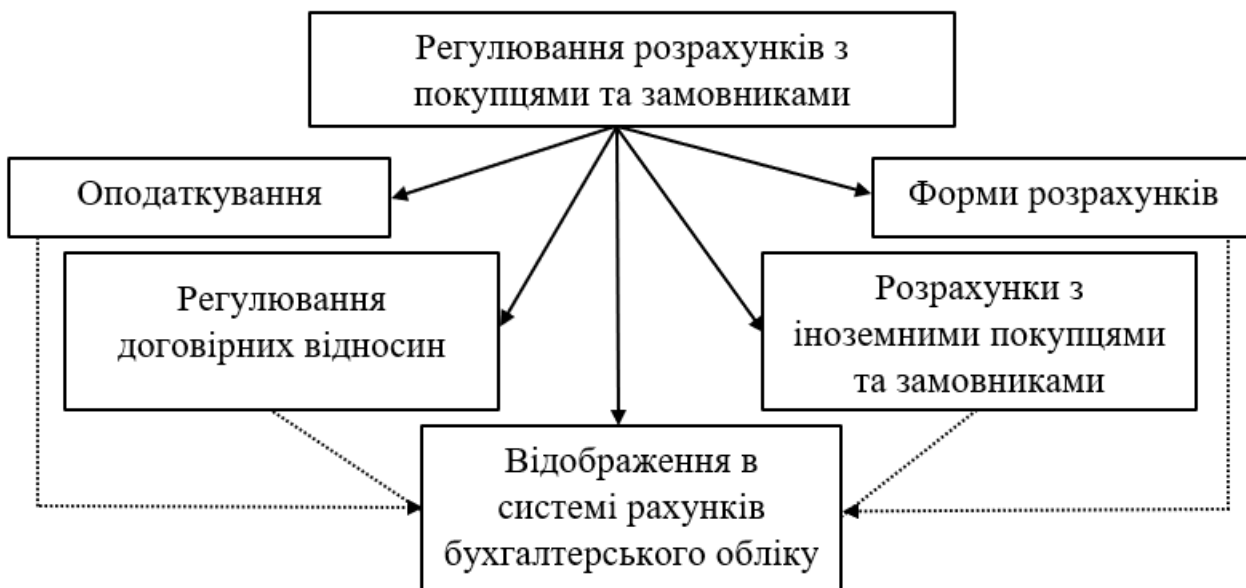 Регулювання розрахунків з
покупцями та замовниками
Оподаткування
Форми розрахунків
Регулювання
договірних відносин
Розрахунки з
іноземними покупцями
та замовниками
Відображення в
системі рахунків
бухгалтерського обліку